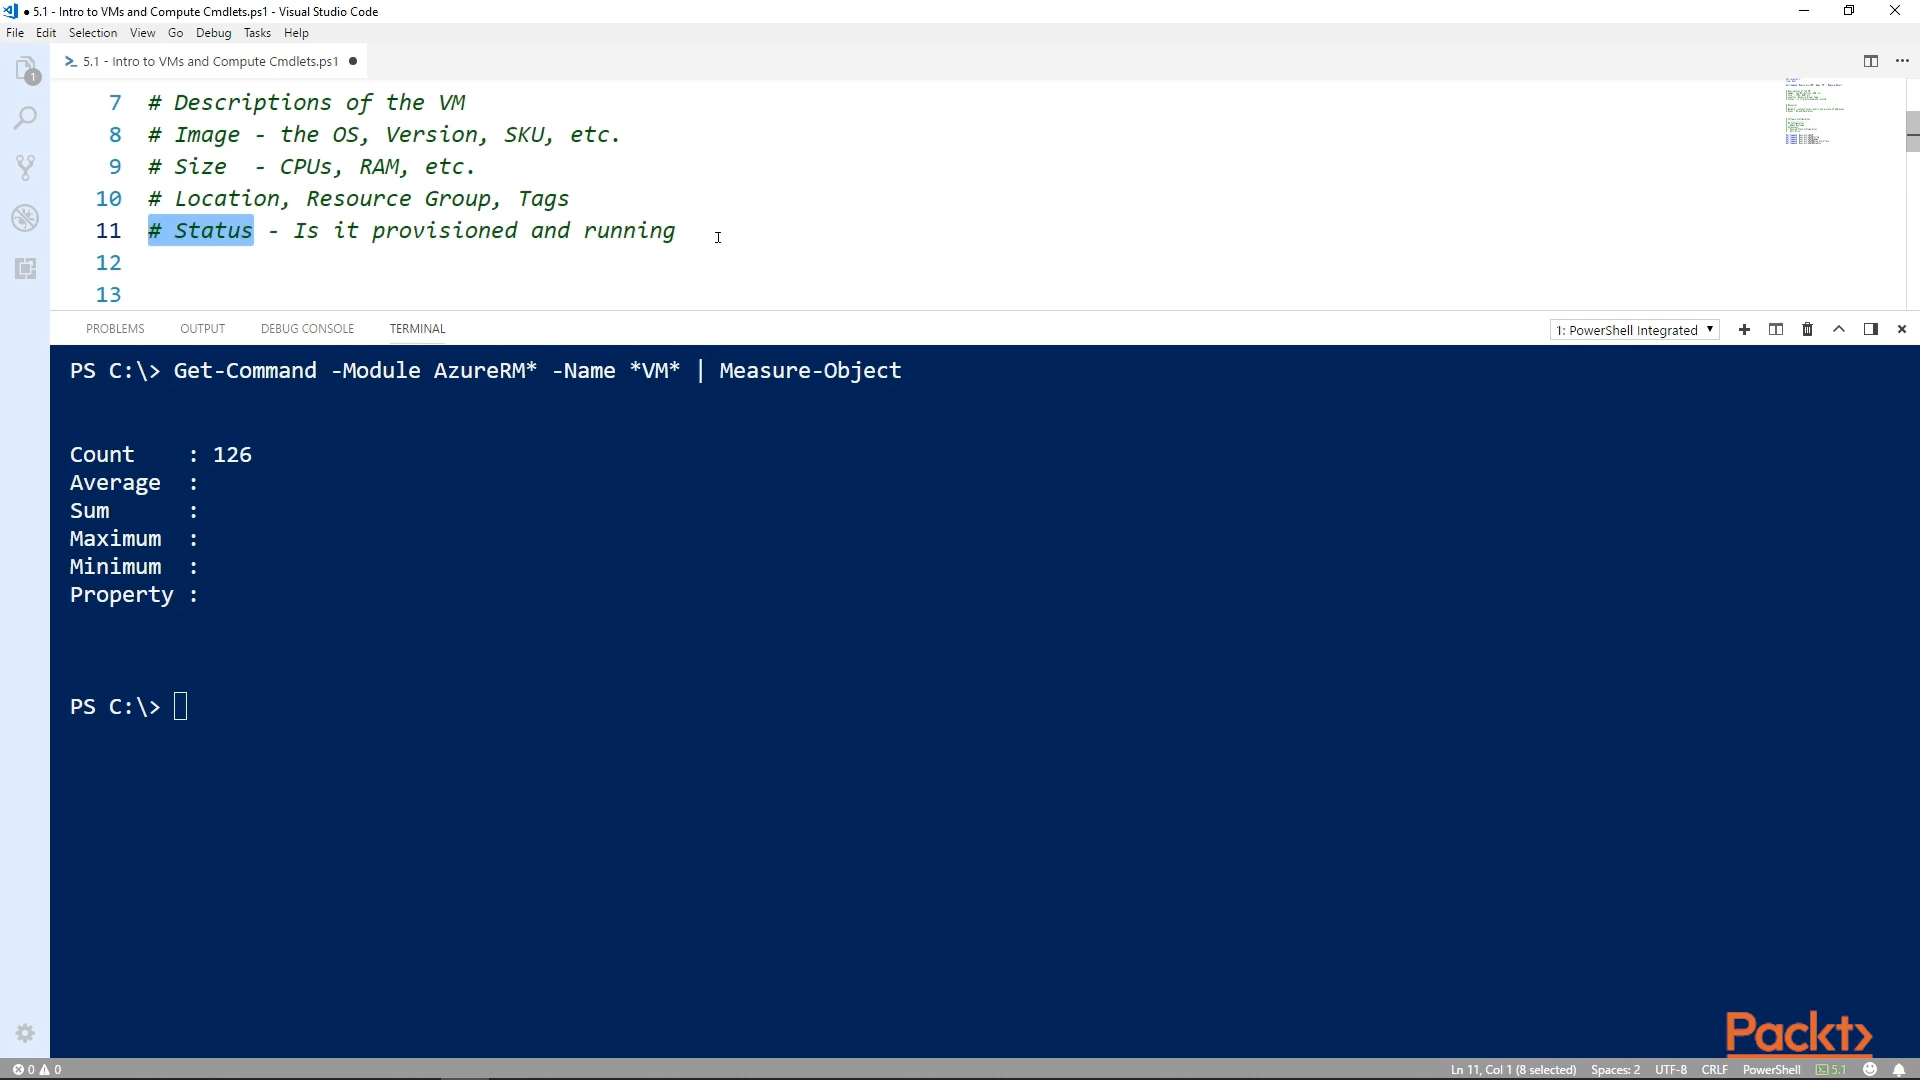 ● 5.1 - Intro to VMs and Compute Cmdlets.ps1 - Visual Studio Code
File Edit Selection View Go Debug Tasks Help
5.1 - Intro to VMs and Compute Cmdlets.ps1 ●
1
7 # Descriptions of the VM
8 # Image - the OS, Version, SKU, etc.
9 # Size  - CPUs, RAM, etc.
10 # Location, Resource Group, Tags
11 # Status - Is it provisioned and running
12
13
PROBLEMS OUTPUT DEBUG CONSOLE TERMINAL 1: PowerShell Integrated
PS C:\> Get-Command -Module AzureRM* -Name *VM* | Measure-Object
Count    : 126
Average  :
Sum      :
Maximum  :
Minimum  :
Property :
PS C:\>
Packt>
0 0 Ln 11, Col 1 (8 selected) Spaces: 2 UTF-8 CRLF PowerShell 5.1